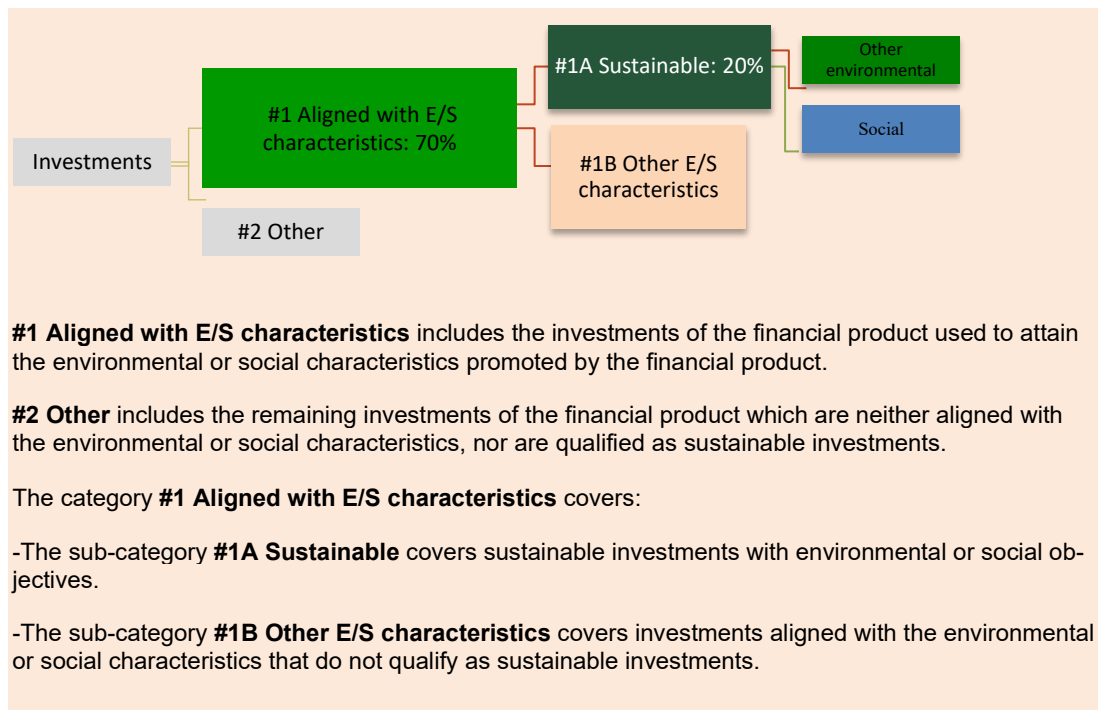 Other
environmental
#1A Sustainable: 20%
#1 Aligned with E/S
characteristics: 70%
Social
Investments
#1B Other E/S
characteristics
#2 Other
#1 Aligned with E/S characteristics includes the investments of the financial product used to attain
the environmental or social characteristics promoted by the financial product.
#2 Other includes the remaining investments of the financial product which are neither aligned with
the environmental or social characteristics, nor are qualified as sustainable investments.
The category #1 Aligned with E/S characteristics covers:
-The sub-category #1A Sustainable covers sustainable investments with environmental or social ob-
jectives.
-The sub-category #1B Other E/S characteristics covers investments aligned with the environmental
or social characteristics that do not qualify as sustainable investments.